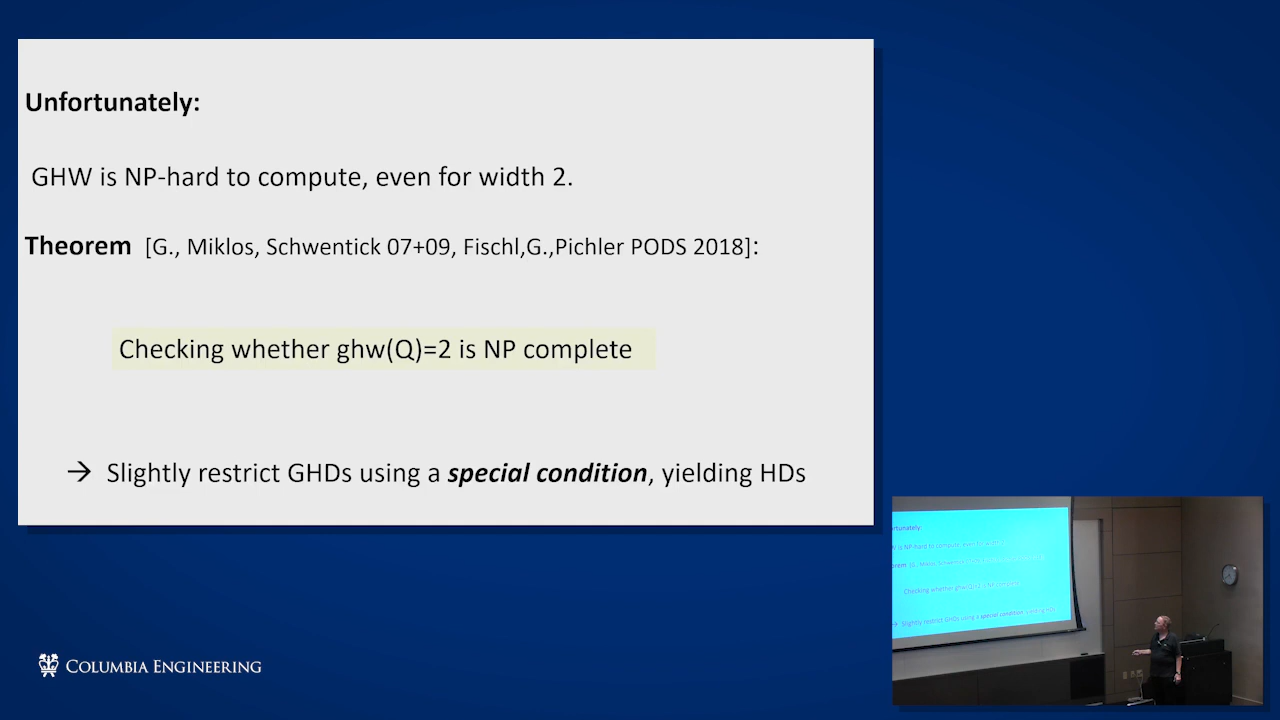 Unfortunately:
GHW is NP-hard to compute, even for width 2.
Theorem [G., Miklos, Schwentick 07+09, Fischl,G.,Pichler PODS 2018]:
Checking whether ghw(Q)=2 is NP complete
→ Slightly restrict GHDs using a special condition, yielding HDs
COLUMBIA ENGINEERING